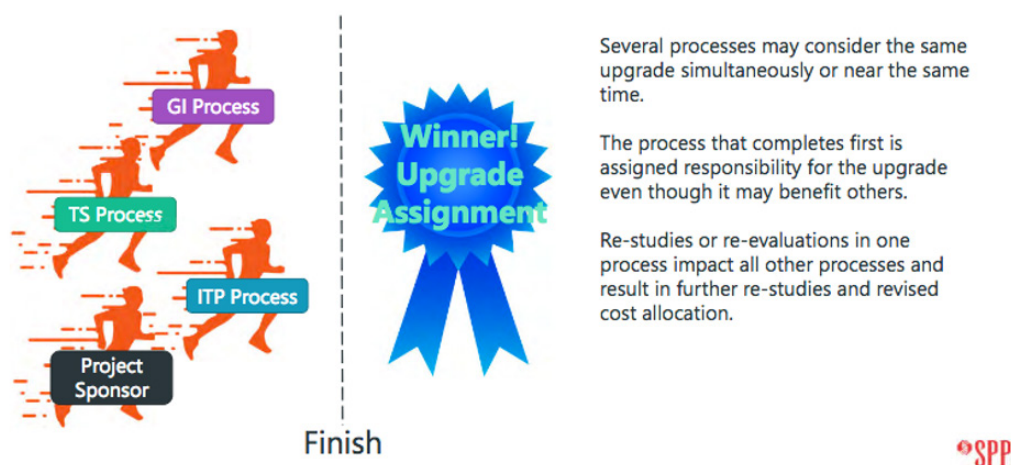 GI Process
TS Process
ITP Process
Project
Sponsor
Finish
Winner!
Upgrade
Assignment
Several processes may consider the same
upgrade simultaneously or near the same
time.
The process that completes first is
assigned responsibility for the upgrade
even though it may benefit others.
Re-studies or re-evaluations in one
process impact all other processes and
result in further re-studies and revised
cost allocation.
SPP